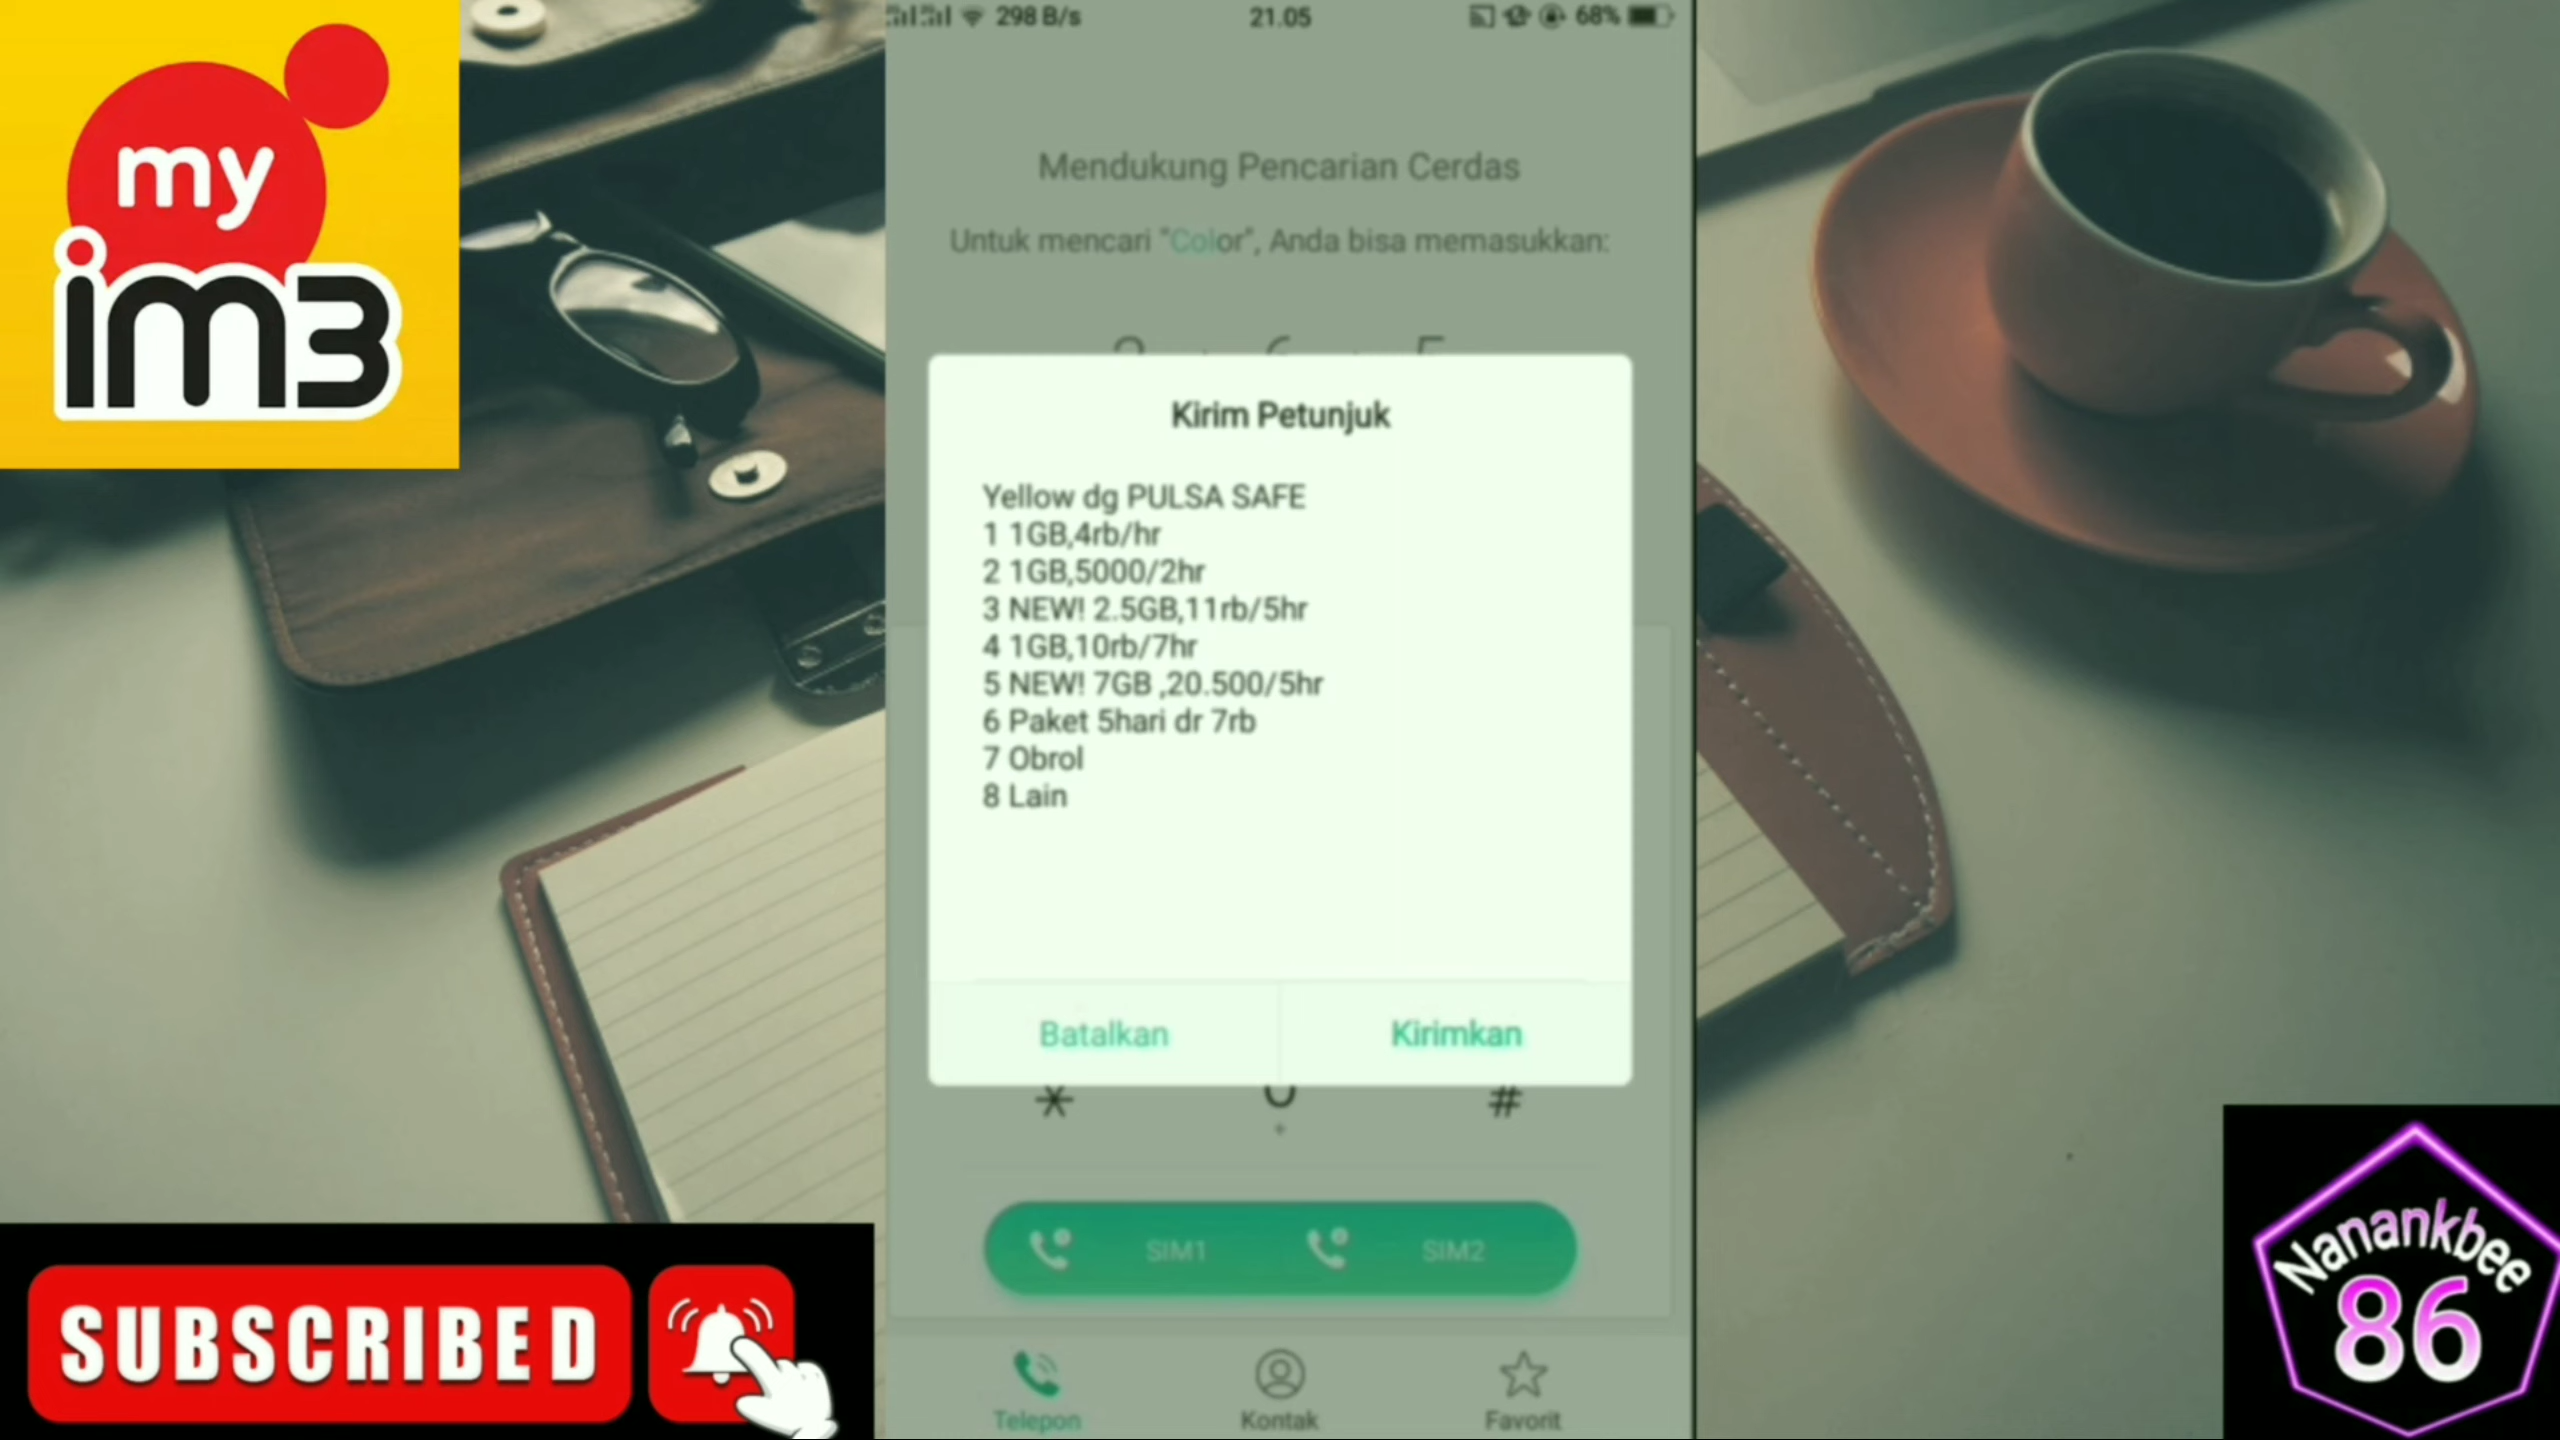 my
im3
298 B/s
21.05
68%
Mendukung Pencarian Cerdas
Untuk mencari "Color", Anda bisa memasukkan:
Kirim Petunjuk
Yellow dg PULSA SAFE
1 1GB,4rb/hr
2 1GB,5000/2hr
3 NEW! 2.5GB,11rb/5hr
4 1GB,10rb/7hr
5 NEW! 7GB ,20.500/5hr
6 Paket 5hari dr 7rb
7 Obrol
8 Lain
Batalkan
Kirimkan
* 0 #
+
SIM1
SIM2
Telepon
Kontak
Favorit
SUBSCRIBED
Nanankbee
86